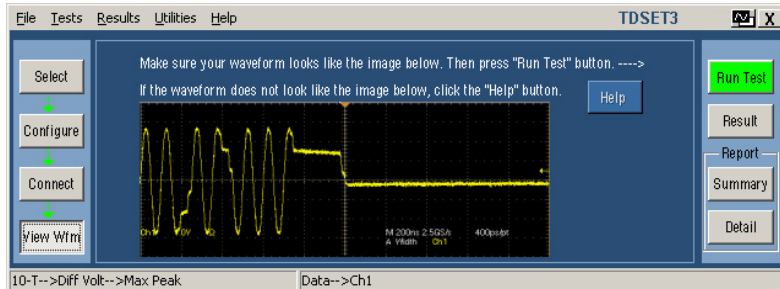 File Tests Results Utilities Help TDSET3 X
Make sure your waveform looks like the image below. Then press "Run Test" button. ---->
If the waveform does not look like the image below, click the "Help" button.
Help
Select
Configure
Connect
View Wfm
Run Test
Result
Report
Summary
Detail
Ch1
M 200ns 2.5GS/s 400ps/pt
A Width Ch1
10-T-->Diff Volt-->Max Peak Data-->Ch1